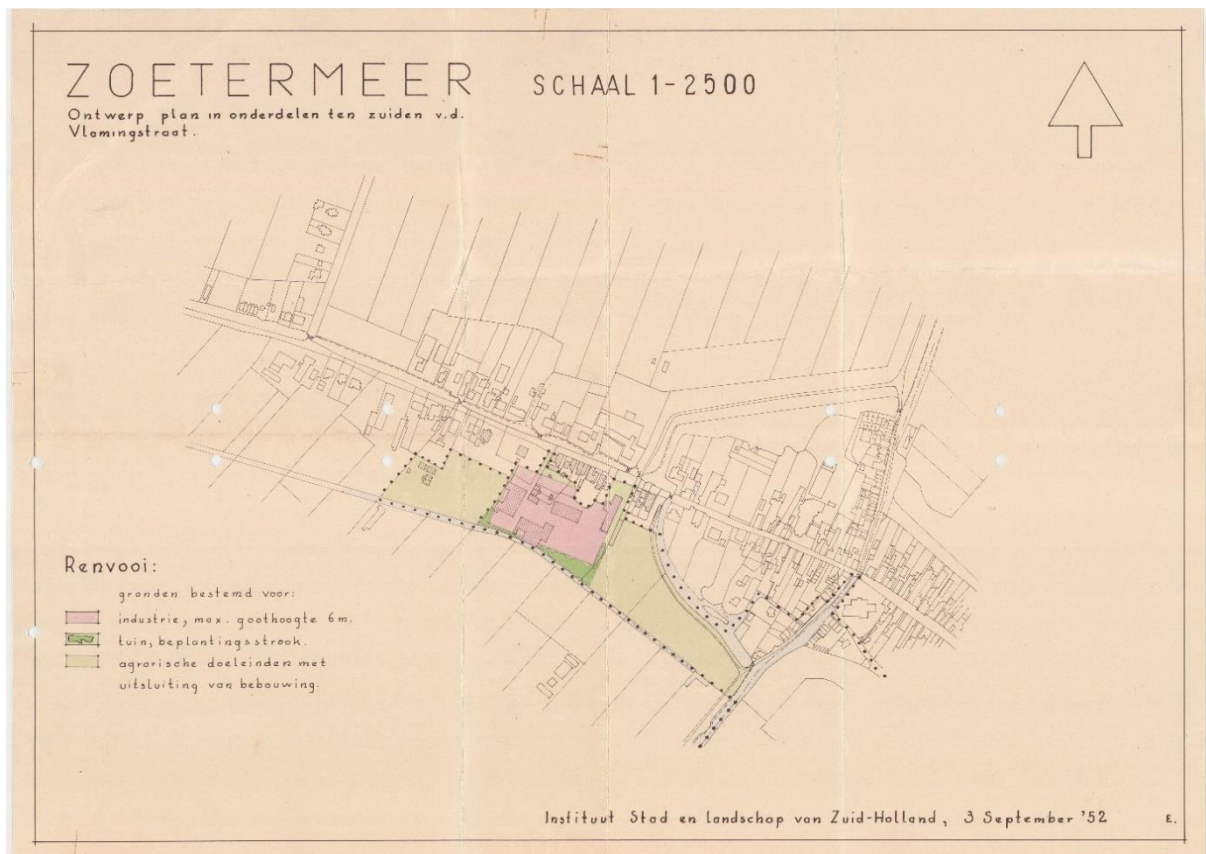 ZOETERMEER SCHAAL 1-2500
Ontwerp plan in onderdelen ten zuiden v.d.
Vlamingstraat.
Renvooi:
gronden bestemd voor:
industrie, max. goothoogte 6m.
tuin, beplantingsstrook.
agrarische doeleinden met
uitsluiting van bebouwing.
Instituut Stad en landschap van Zuid-Holland, 3 September '52 E.